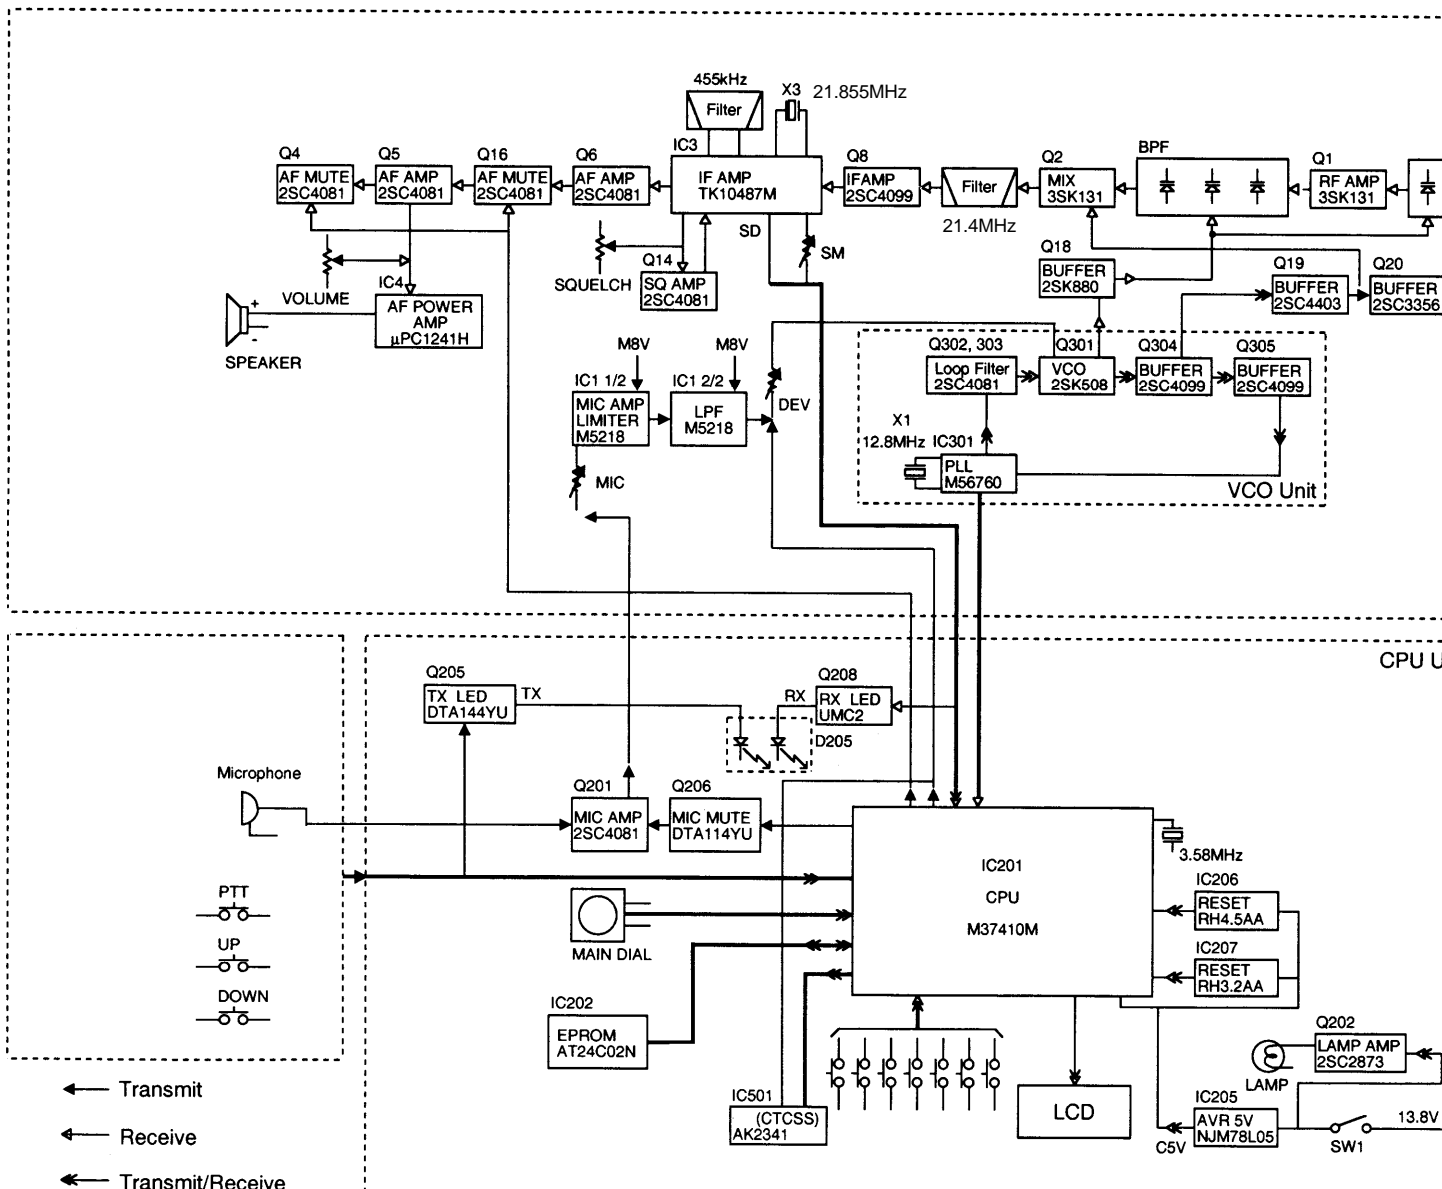 455kHz
Filter
X3
21.855MHz
IC3
Q4
AF MUTE
2SC4081
Q5
AF AMP
2SC4081
Q16
AF MUTE
2SC4081
Q6
AF AMP
2SC4081
IF AMP
TK10487M
Q8
IFAMP
2SC4099
Filter
21.4MHz
Q2
MIX
3SK131
BPF
Q1
RF AMP
3SK131
SD
SM
SQUELCH
Q14
SQ AMP
2SC4081
Q18
BUFFER
2SK880
Q19
BUFFER
2SC4403
Q20
BUFFER
2SC3356
VOLUME
IC4
AF POWER
AMP
µPC1241H
+
–
SPEAKER
M8V
M8V
IC1 1/2
MIC AMP
LIMITER
M5218
IC1 2/2
LPF
M5218
DEV
MIC
Q302, 303
Loop Filter
2SC4081
Q301
VCO
2SK508
Q304
BUFFER
2SC4099
Q305
BUFFER
2SC4099
X1
12.8MHz
IC301
PLL
M56760
VCO Unit
CPU U
Q205
TX LED
DTA144YU
TX
RX
Q208
RX LED
UMC2
D205
Microphone
Q201
MIC AMP
2SC4081
Q206
MIC MUTE
DTA114YU
IC201
CPU
M37410M
3.58MHz
IC206
RESET
RH4.5AA
IC207
RESET
RH3.2AA
PTT
UP
DOWN
MAIN DIAL
IC202
EPROM
AT24C02N
IC501
(CTCSS)
AK2341
LCD
Q202
LAMP AMP
2SC2873
LAMP
IC205
AVR 5V
NJM78L05
C5V
SW1
13.8V
Transmit
Receive
Transmit/Receive